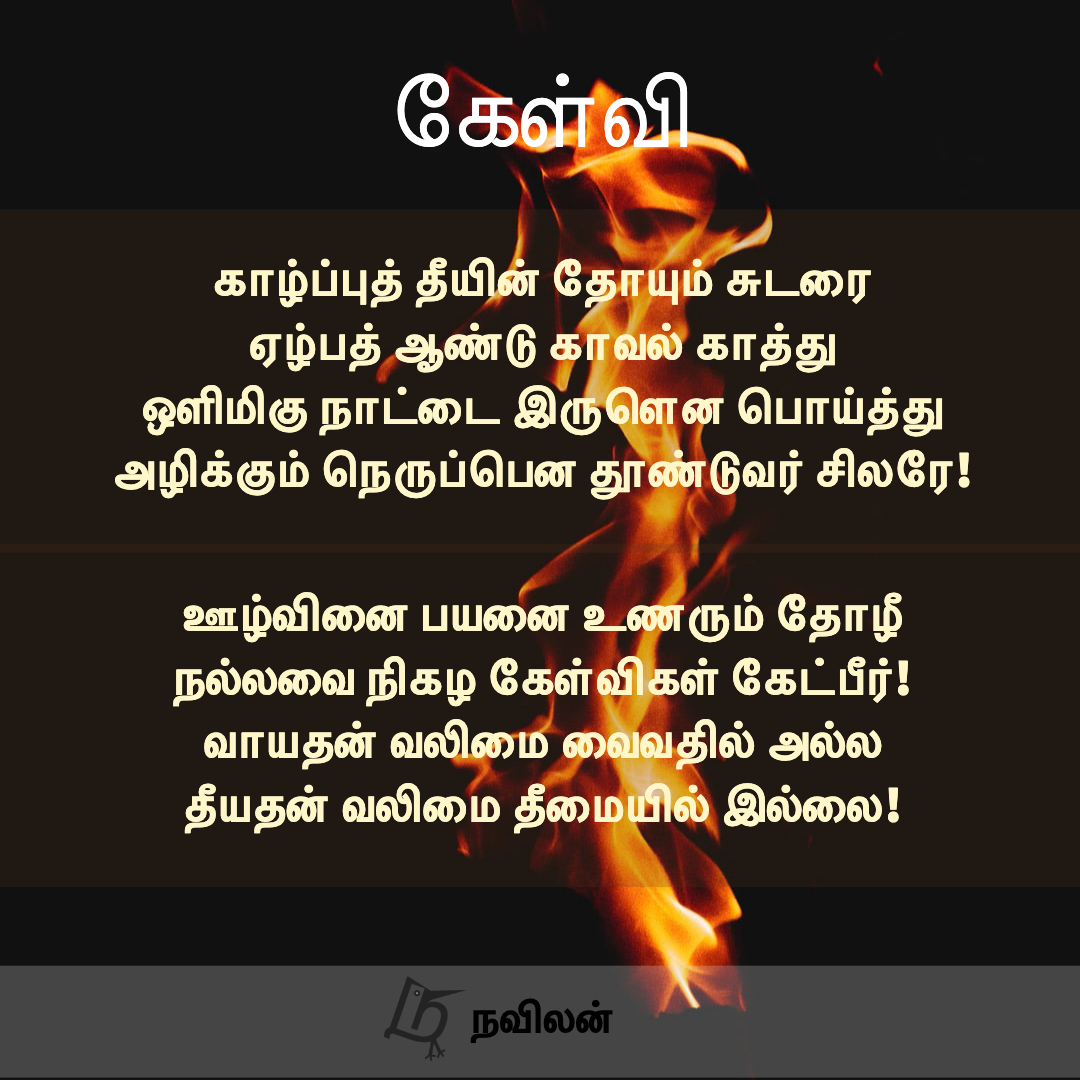 கேள்வி
காழ்ப்புத் தீயின் தோயும் சுடரை
ஏழ்பத் ஆண்டு காவல் காத்து
ஒளிமிகு நாட்டை இருளென பொய்த்து
அழிக்கும் நெருப்பென தூண்டுவர் சிலரே!
ஊழ்வினை பயனை உணரும் தோழீ
நல்லவை நிகழ கேள்விகள் கேட்பீர்!
வாயதன் வலிமை வைவதில் அல்ல
தீயதன் வலிமை தீமையில் இல்லை!
நவிலன்